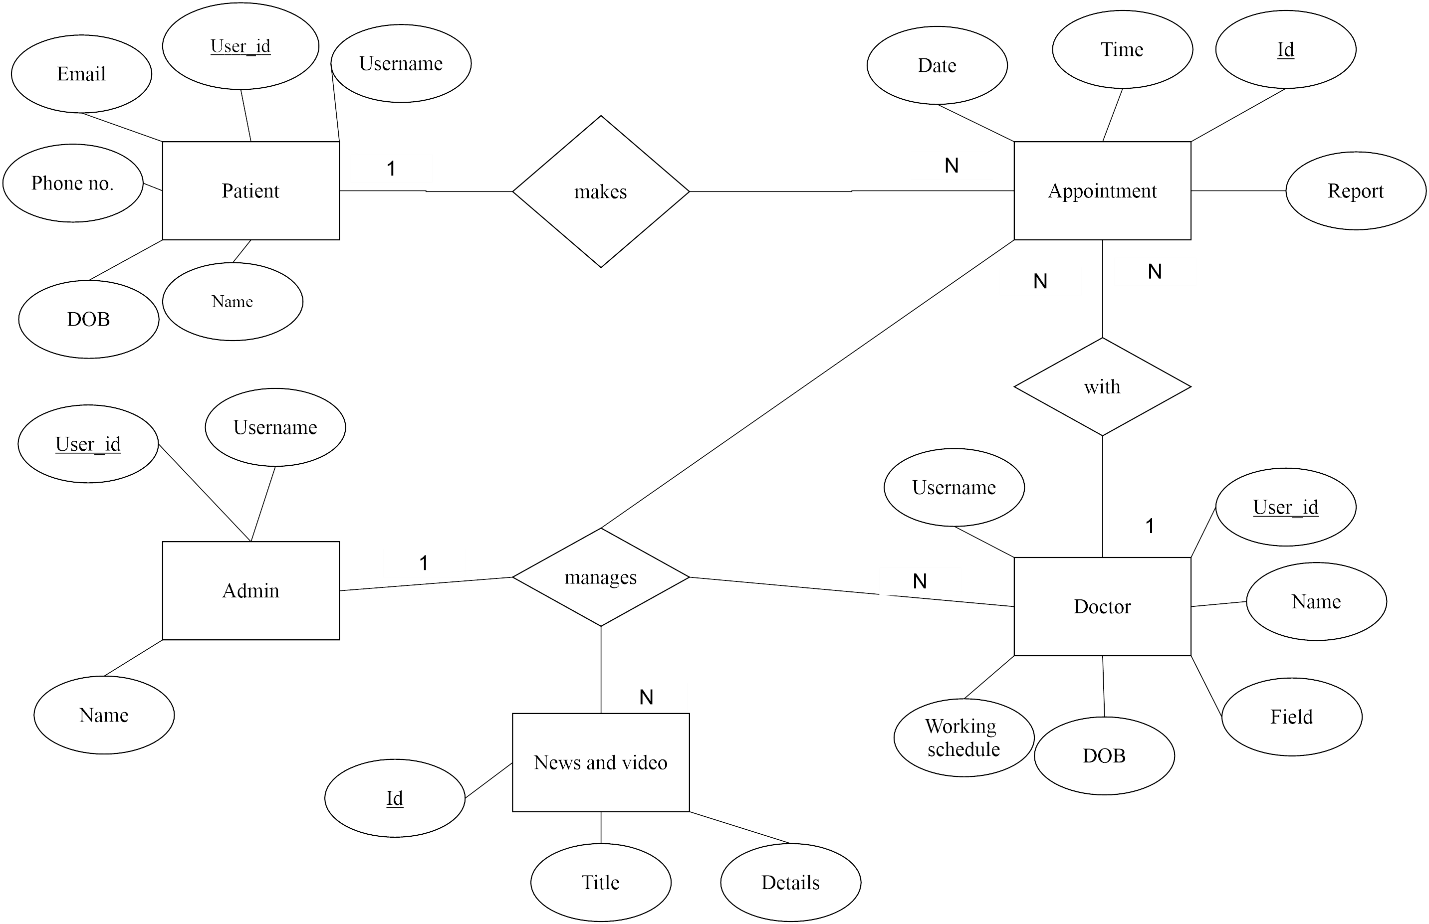 User_id
Username
Email
Phone no.
Patient
DOB
Name
1
makes
N
Date
Time
Id
Appointment
Report
N
N
with
User_id
Username
Admin
Name
1
manages
N
N
1
Username
User_id
Doctor
Name
Working
schedule
DOB
Field
News and video
Id
Title
Details